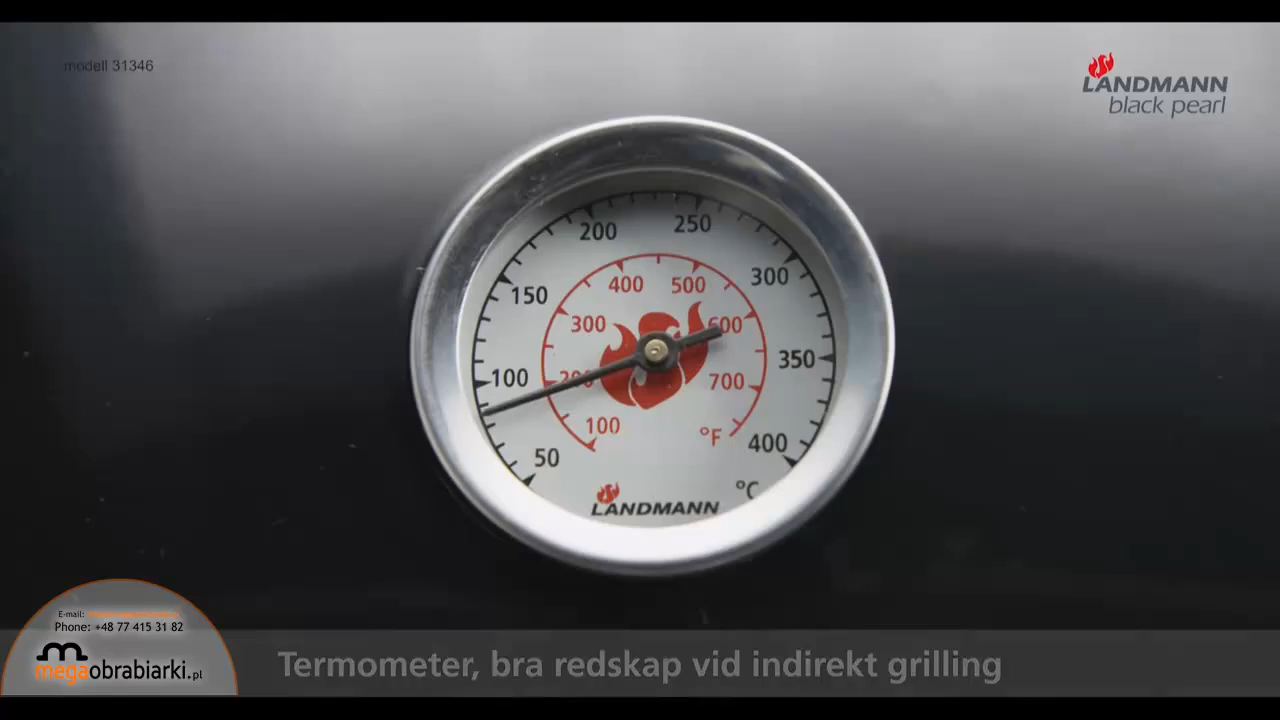 modell 31346
LANDMANN
black pearl
50
100
150
200
250
300
350
400
°C
100
200
300
400
500
600
700
°F
LANDMANN
E-mail:
Phone: +48 77 415 31 82
megaobrabiarki.pl
Termometer, bra redskap vid indirekt grilling